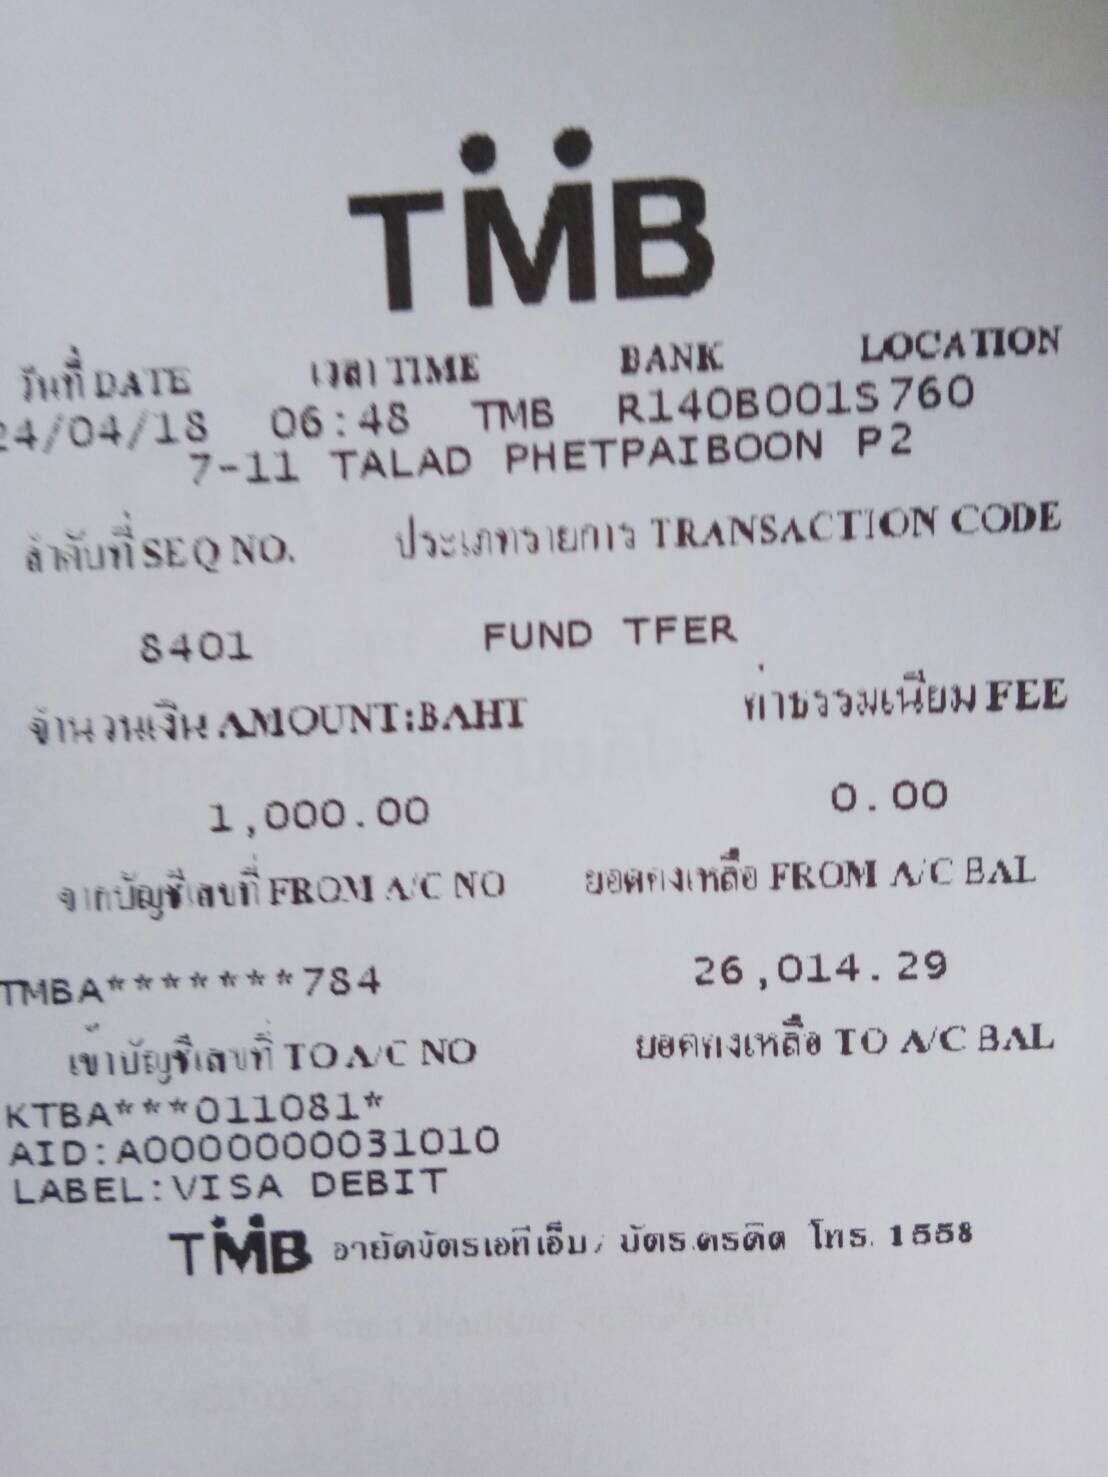 TMB
วันที่ DATE เวลา TIME BANK LOCATION
24/04/18 06:48 TMB R140B001S760
7-11 TALAD PHETPAIBOON P2
ลำดับที่ SEQ NO. ประเภทรายการ TRANSACTION CODE
8401 FUND TFER
จำนวนเงิน AMOUNT:BAHT ค่าธรรมเนียม FEE
1,000.00 0.00
จากบัญชีเลขที่ FROM A/C NO ยอดคงเหลือ FROM A/C BAL
TMBA*******784 26,014.29
เข้าบัญชีเลขที่ TO A/C NO ยอดคงเหลือ TO A/C BAL
KTBA***011081*
AID:A0000000031010
LABEL:VISA DEBIT
TMB อายัดบัตรเอทีเอ็ม/บัตรเครดิต โทร. 1558